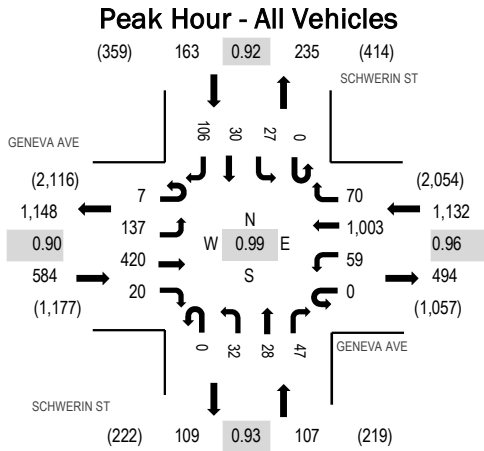 Peak Hour - All Vehicles
(359) 163 0.92 235 (414)
SCHWERIN ST
106 30 27 0
GENEVA AVE
(2,116) 7 70 (2,054)
1,148 137 N 1,003 1,132
0.90 W 0.99 E 0.96
584 420 S 59 494
(1,177) 20 0 (1,057)
0 32 28 47
GENEVA AVE
SCHWERIN ST
(222) 109 0.93 107 (219)